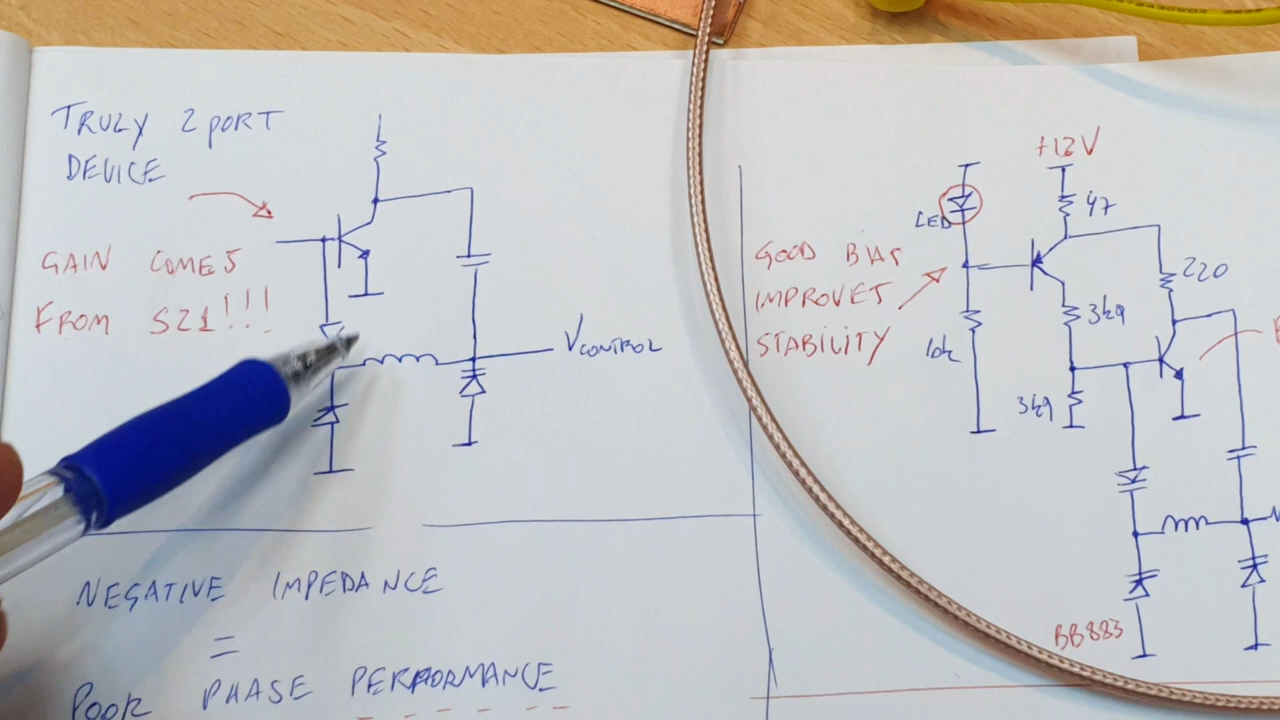 TRULY 2 PORT
DEVICE
GAIN COMES
FROM S21!!!
VCONTROL
NEGATIVE IMPEDANCE
=
POOR PHASE PERFORMANCE
+12V
47
LED
GOOD BIAS
IMPROVES
STABILITY
10k
220
3k9
3k9
BB883